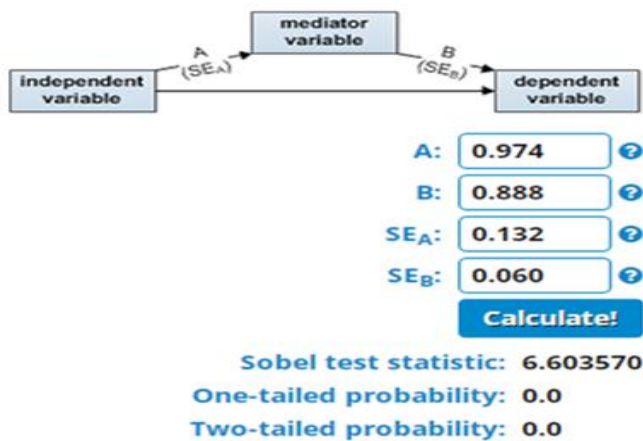 mediator
variable
A
(SEA)
B
(SEB)
independent
variable
dependent
variable
A: 0.974 ?
B: 0.888 ?
SEA: 0.132 ?
SEB: 0.060 ?
Calculate!
Sobel test statistic: 6.603570
One-tailed probability: 0.0
Two-tailed probability: 0.0